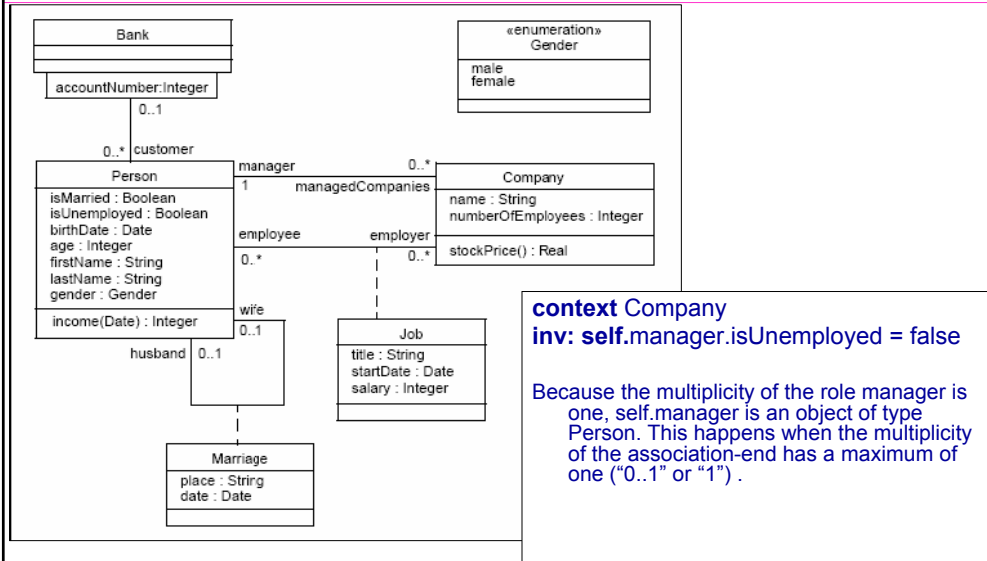 Bank
accountNumber:Integer
0..1
0..* customer
«enumeration»
Gender
male
female
Person
isMarried : Boolean
isUnemployed : Boolean
birthDate : Date
age : Integer
firstName : String
lastName : String
gender : Gender
income(Date) : Integer
manager 0..*
1 managedCompanies
employee employer
0..* 0..*
Company
name : String
numberOfEmployees : Integer
stockPrice() : Real
wife
0..1
husband 0..1
Job
title : String
startDate : Date
salary : Integer
Marriage
place : String
date : Date
context Company
inv: self.manager.isUnemployed = false
Because the multiplicity of the role manager is
one, self.manager is an object of type
Person. This happens when the multiplicity
of the association-end has a maximum of
one (“0..1” or “1”) .